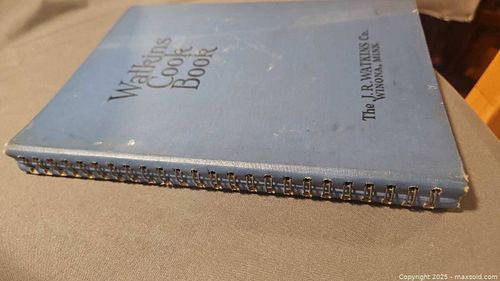 Watkins
Cook
Book
The J.R. WATKINS Co.
WINONA, MINN.
Copyright 2025 - maxsold.com